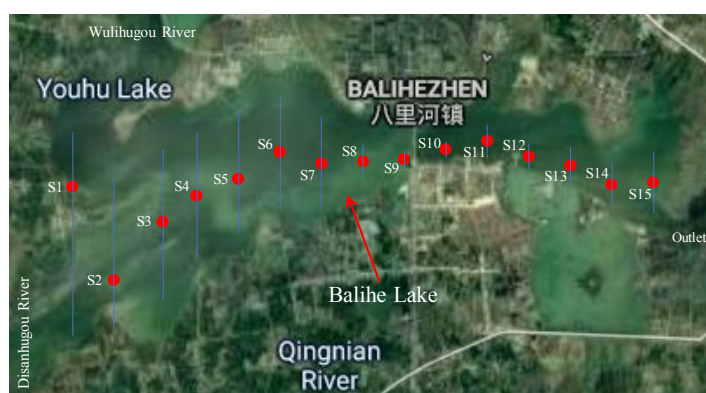 Wulihugou River
Youhu Lake
BALIHEZHEN
八里河镇
S1
S2
S3
S4
S5
S6
S7
S8
S9
S10
S11
S12
S13
S14
S15
Outlet
Balihe Lake
Disanhugou River
Qingnian
River